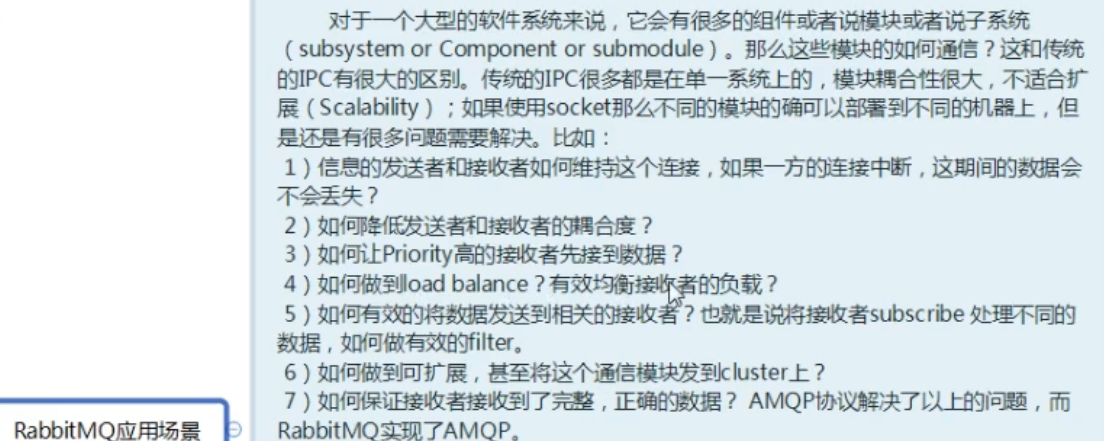 对于一个大型的软件系统来说，它会有很多的组件或者说模块或者说子系统
（subsystem or Component or submodule）。那么这些模块的如何通信？这和传统
的IPC有很大的区别。传统的IPC很多都是在单一系统上的，模块耦合性很大，不适合扩
展（Scalability）；如果使用socket那么不同的模块的确可以部署到不同的机器上，但
是还是有很多问题需要解决。比如：
1）信息的发送者和接收者如何维持这个连接，如果一方的连接中断，这期间的数据会
不会丢失？
2）如何降低发送者和接收者的耦合度？
3）如何让Priority高的接收者先接到数据？
4）如何做到load balance？有效均衡接收者的负载？
5）如何有效的将数据发送到相关的接收者？也就是说将接收者subscribe 处理不同的
数据，如何做有效的filter。
6）如何做到可扩展，甚至将这个通信模块发到cluster上？
7）如何保证接收者接收到了完整，正确的数据？ AMQP协议解决了以上的问题，而
RabbitMQ实现了AMQP。
RabbitMQ应用场景